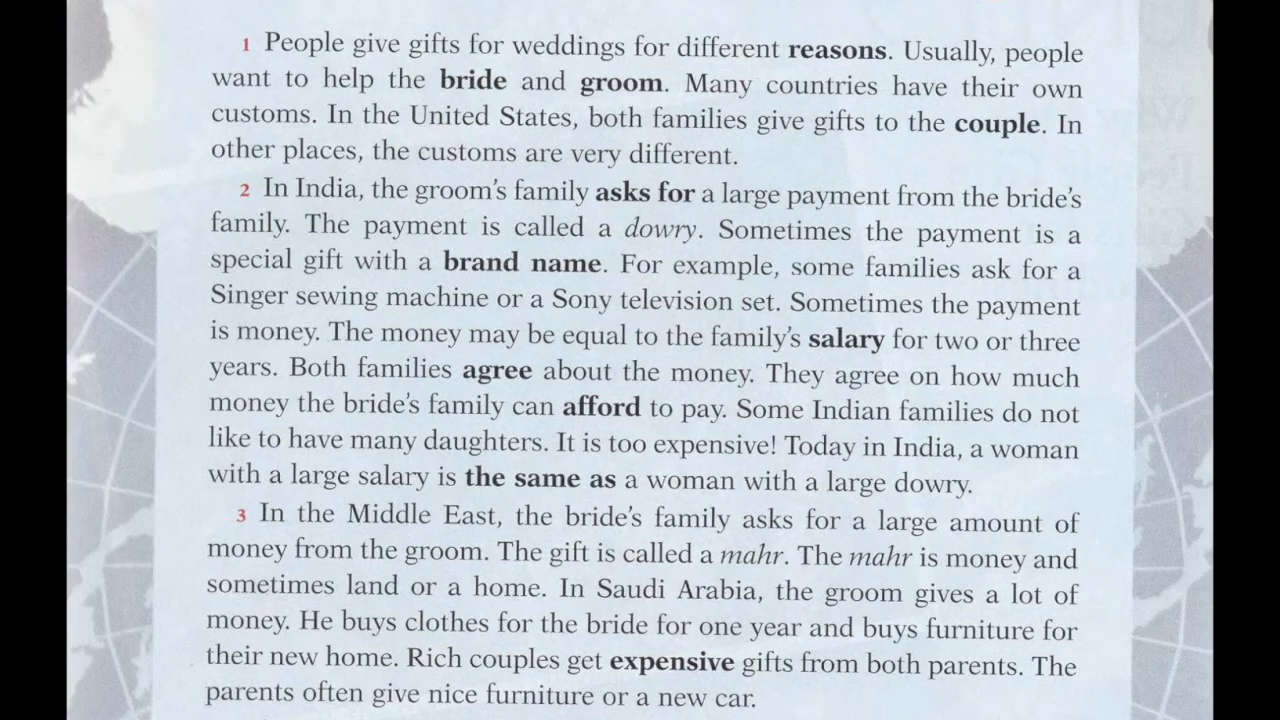 1 People give gifts for weddings for different reasons. Usually, people
want to help the bride and groom. Many countries have their own
customs. In the United States, both families give gifts to the couple. In
other places, the customs are very different.
2 In India, the groom's family asks for a large payment from the bride's
family. The payment is called a dowry. Sometimes the payment is a
special gift with a brand name. For example, some families ask for a
Singer sewing machine or a Sony television set. Sometimes the payment
is money. The money may be equal to the family's salary for two or three
years. Both families agree about the money. They agree on how much
money the bride's family can afford to pay. Some Indian families do not
like to have many daughters. It is too expensive! Today in India, a woman
with a large salary is the same as a woman with a large dowry.
3 In the Middle East, the bride's family asks for a large amount of
money from the groom. The gift is called a mahr. The mahr is money and
sometimes land or a home. In Saudi Arabia, the groom gives a lot of
money. He buys clothes for the bride for one year and buys furniture for
their new home. Rich couples get expensive gifts from both parents. The
parents often give nice furniture or a new car.